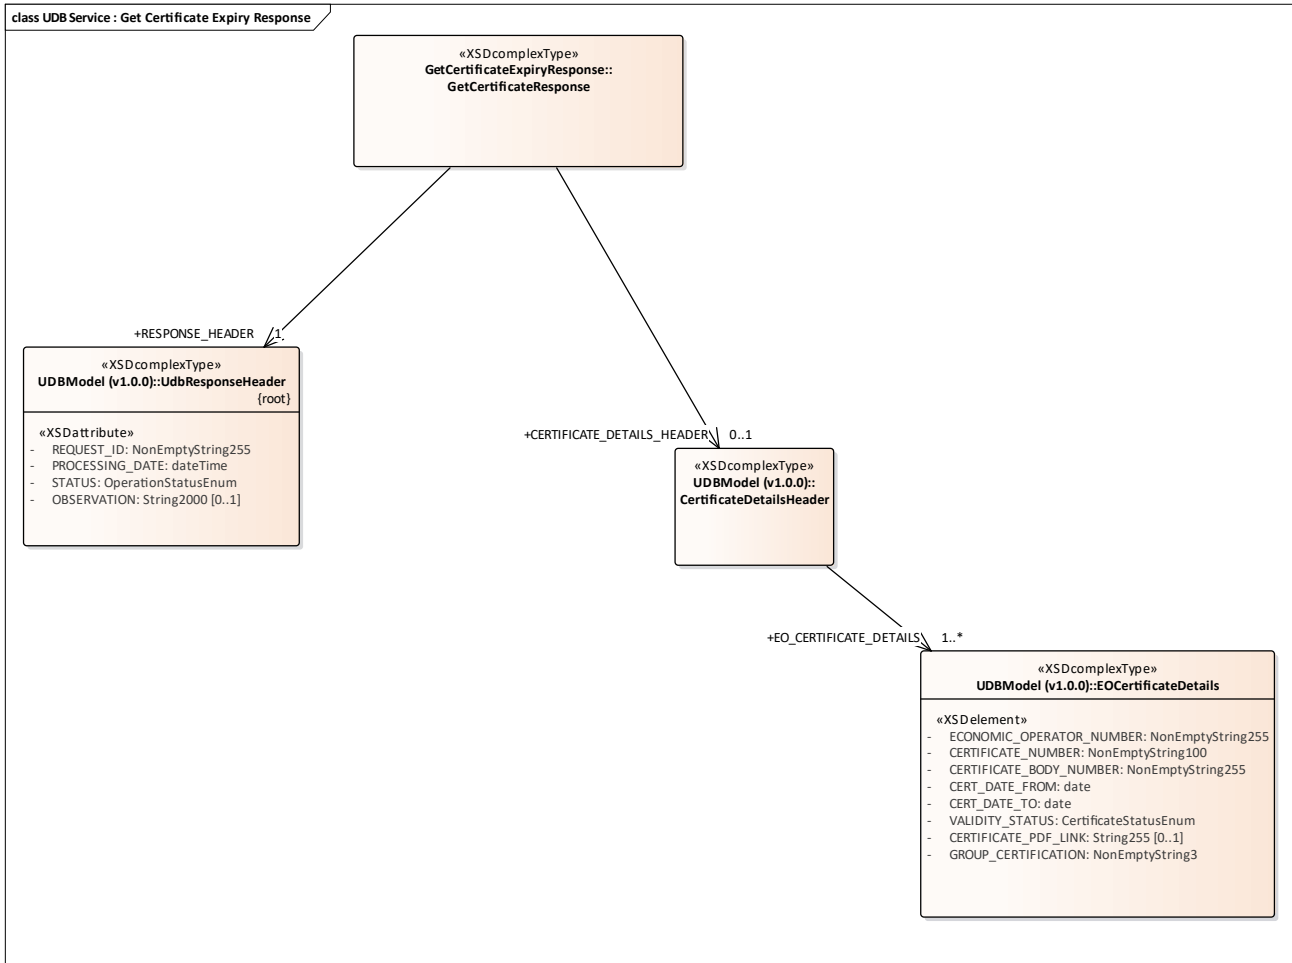 class UDB Service : Get Certificate Expiry Response
«XSDcomplexType»
GetCertificateExpiryResponse::
GetCertificateResponse
+RESPONSE_HEADER 1
«XSDcomplexType»
UDBModel (v1.0.0)::UdbResponseHeader
{root}
«XSDattribute»
- REQUEST_ID: NonEmptyString255
- PROCESSING_DATE: dateTime
- STATUS: OperationStatusEnum
- OBSERVATION: String2000 [0..1]
+CERTIFICATE_DETAILS_HEADER 0..1
«XSDcomplexType»
UDBModel (v1.0.0)::
CertificateDetailsHeader
+EO_CERTIFICATE_DETAILS 1..*
«XSDcomplexType»
UDBModel (v1.0.0)::EOCertificateDetails
«XSDelement»
- ECONOMIC_OPERATOR_NUMBER: NonEmptyString255
- CERTIFICATE_NUMBER: NonEmptyString100
- CERTIFICATE_BODY_NUMBER: NonEmptyString255
- CERT_DATE_FROM: date
- CERT_DATE_TO: date
- VALIDITY_STATUS: CertificateStatusEnum
- CERTIFICATE_PDF_LINK: String255 [0..1]
- GROUP_CERTIFICATION: NonEmptyString3